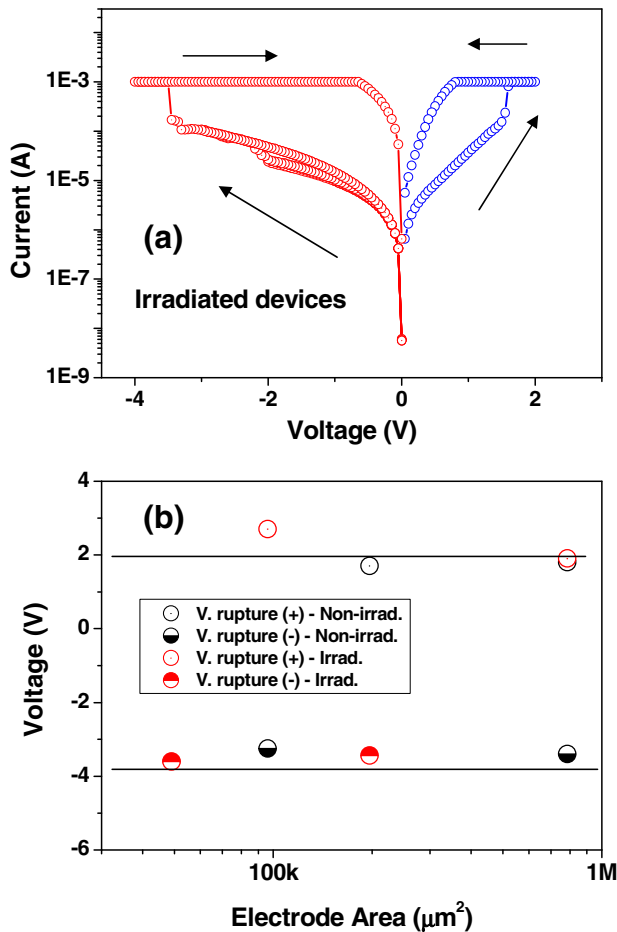 1E-3
1E-5
1E-7
1E-9
Current (A)
(a)
Irradiated devices
-4 -2 0 2
Voltage (V)
4
2
0
-2
-4
-6
Voltage (V)
(b)
V. rupture (+) - Non-irrad.
V. rupture (-) - Non-irrad.
V. rupture (+) - Irrad.
V. rupture (-) - Irrad.
100k 1M
Electrode Area (μm²)